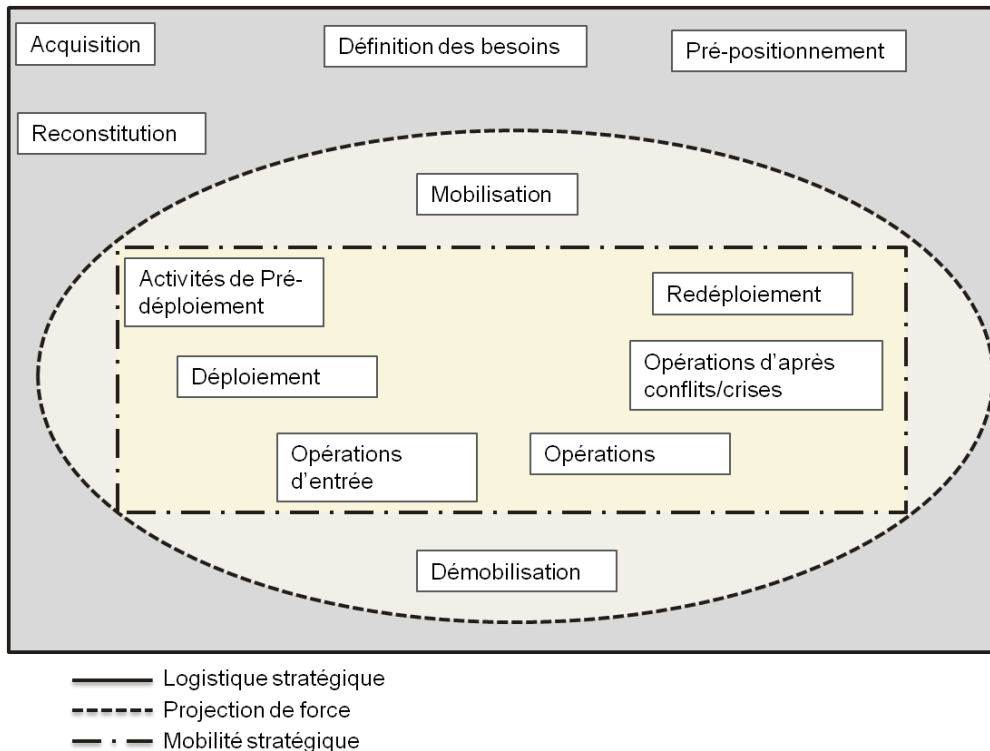 Acquisition
Définition des besoins
Pré-positionnement
Reconstitution
Mobilisation
Activités de Pré-
déploiement
Redéploiement
Déploiement
Opérations d'après
conflits/crises
Opérations
d'entrée
Opérations
Démobilisation
Logistique stratégique
Projection de force
Mobilité stratégique